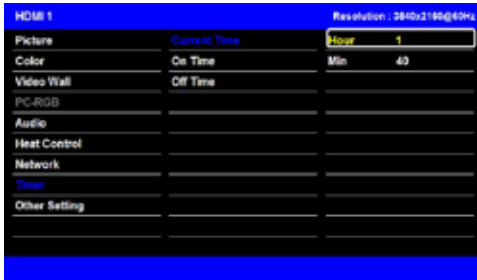 HDMI 1 Resolution : 3840x2160@60Hz
Picture Current Time Hour 1
Color On Time Min 40
Video Wall Off Time
PC-RGB
Audio
Heat Control
Network
Timer
Other Setting